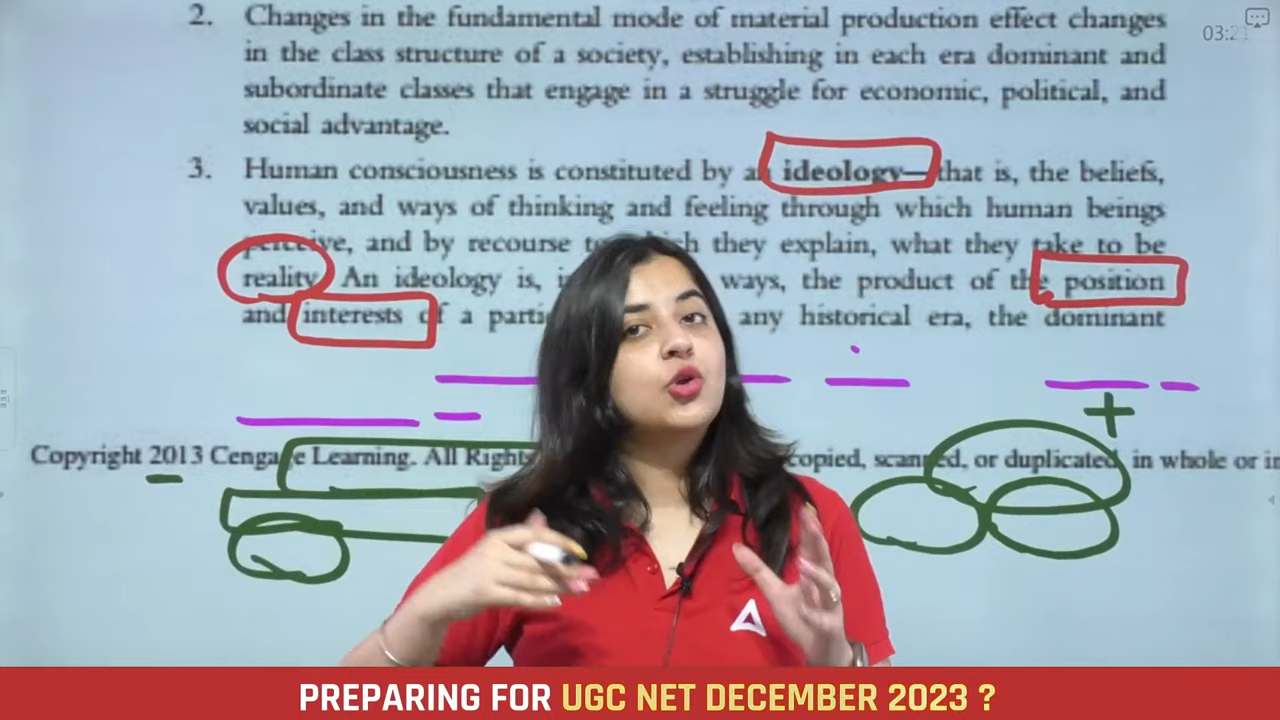 2. Changes in the fundamental mode of material production effect changes
in the class structure of a society, establishing in each era dominant and
subordinate classes that engage in a struggle for economic, political, and
social advantage.
3. Human consciousness is constituted by an ideology—that is, the beliefs,
values, and ways of thinking and feeling through which human beings
perceive, and by recourse to which they explain, what they take to be
reality. An ideology is, ways, the product of the position
and interests of a any historical era, the dominant
Copyright 2013 Cengage Learning. All Rights copied, scanned, or duplicated, in whole or in
03:21
PREPARING FOR UGC NET DECEMBER 2023 ?